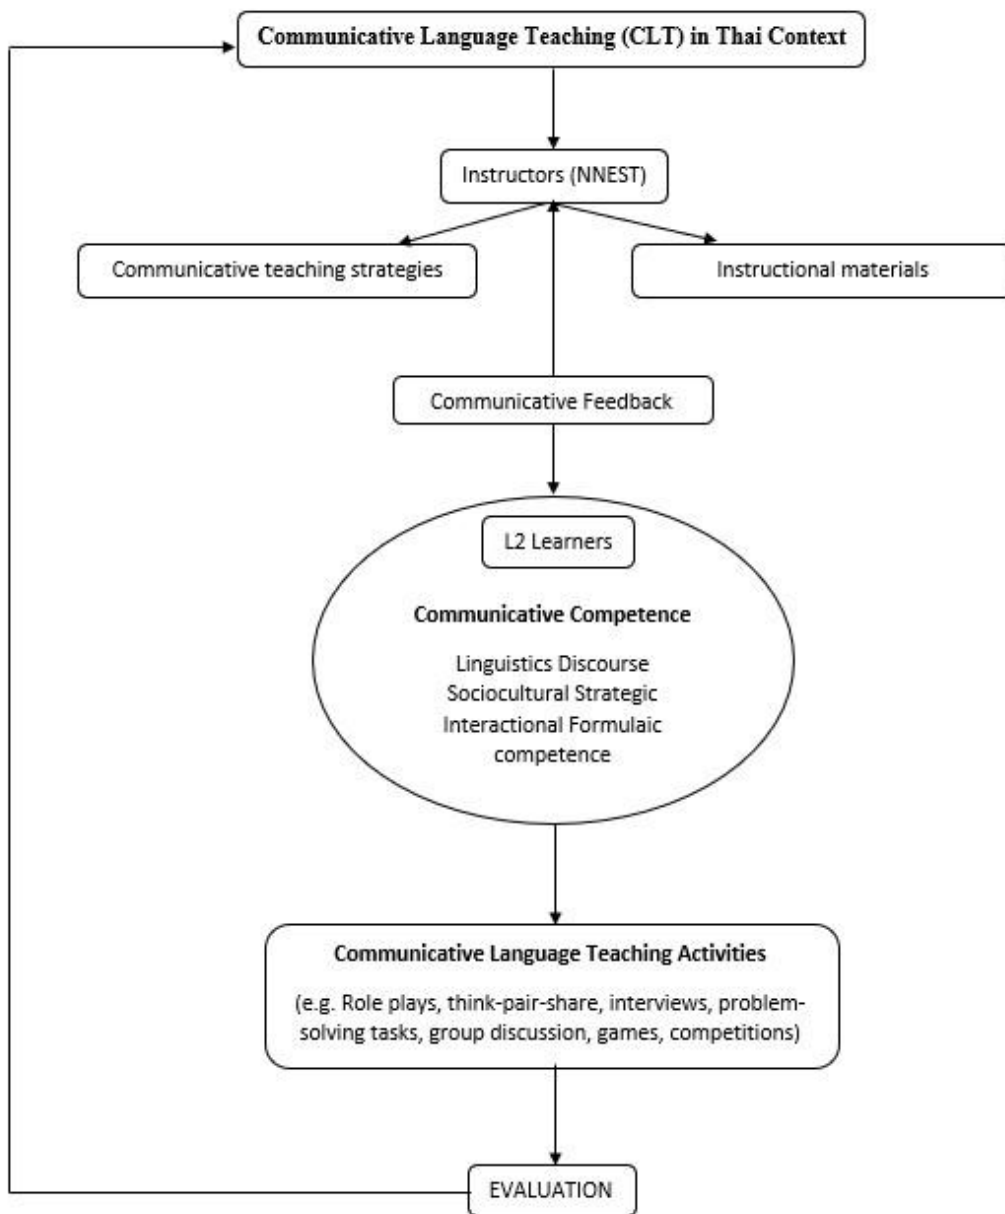 Communicative Language Teaching (CLT) in Thai Context
Instructors (NNEST)
Communicative teaching strategies
Instructional materials
Communicative Feedback
L2 Learners
Communicative Competence
Linguistics Discourse
Sociocultural Strategic
Interactional Formulaic
competence
Communicative Language Teaching Activities
(e.g. Role plays, think-pair-share, interviews, problem-
solving tasks, group discussion, games, competitions)
EVALUATION